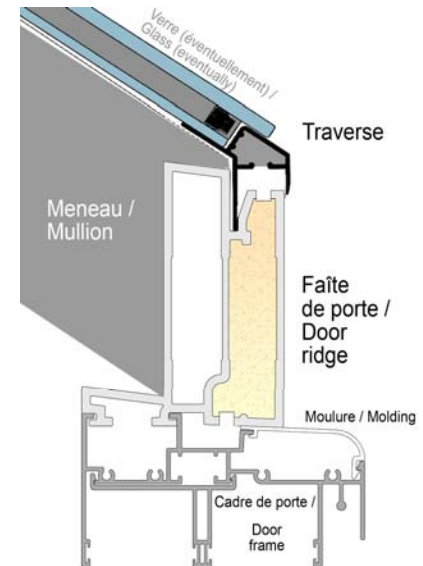 Verre (éventuellement) /
Glass (eventually)
Traverse
Meneau /
Mullion
Faîte
de porte /
Door
ridge
Moulure / Molding
Cadre de porte /
Door
frame